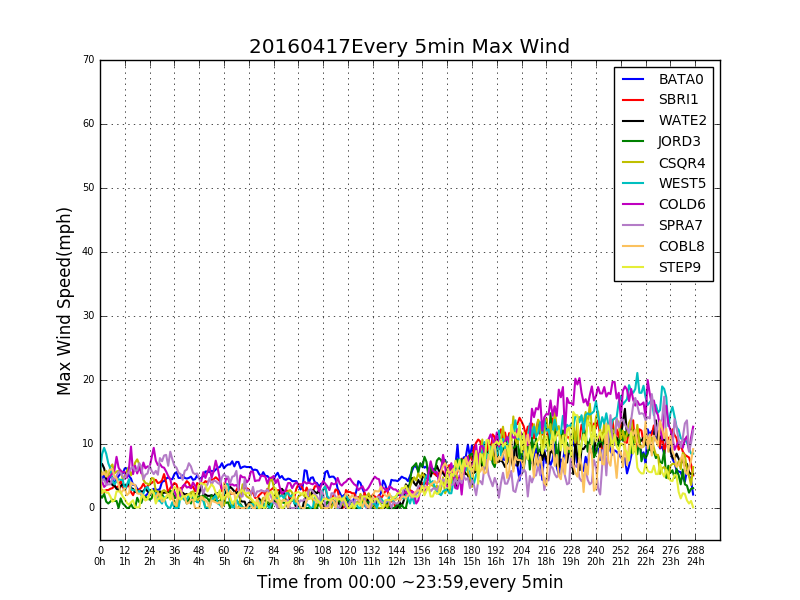 20160417Every 5min Max Wind
70
60
50
40
30
20
10
0
Max Wind Speed(mph)
BATA0
SBRI1
WATE2
JORD3
CSQR4
WEST5
COLD6
SPRA7
COBL8
STEP9
0 12 24 36 48 60 72 84 96 108 120 132 144 156 168 180 192 204 216 228 240 252 264 276 288
0h 1h 2h 3h 4h 5h 6h 7h 8h 9h 10h 11h 12h 13h 14h 15h 16h 17h 18h 19h 20h 21h 22h 23h 24h
Time from 00:00 ~23:59,every 5min